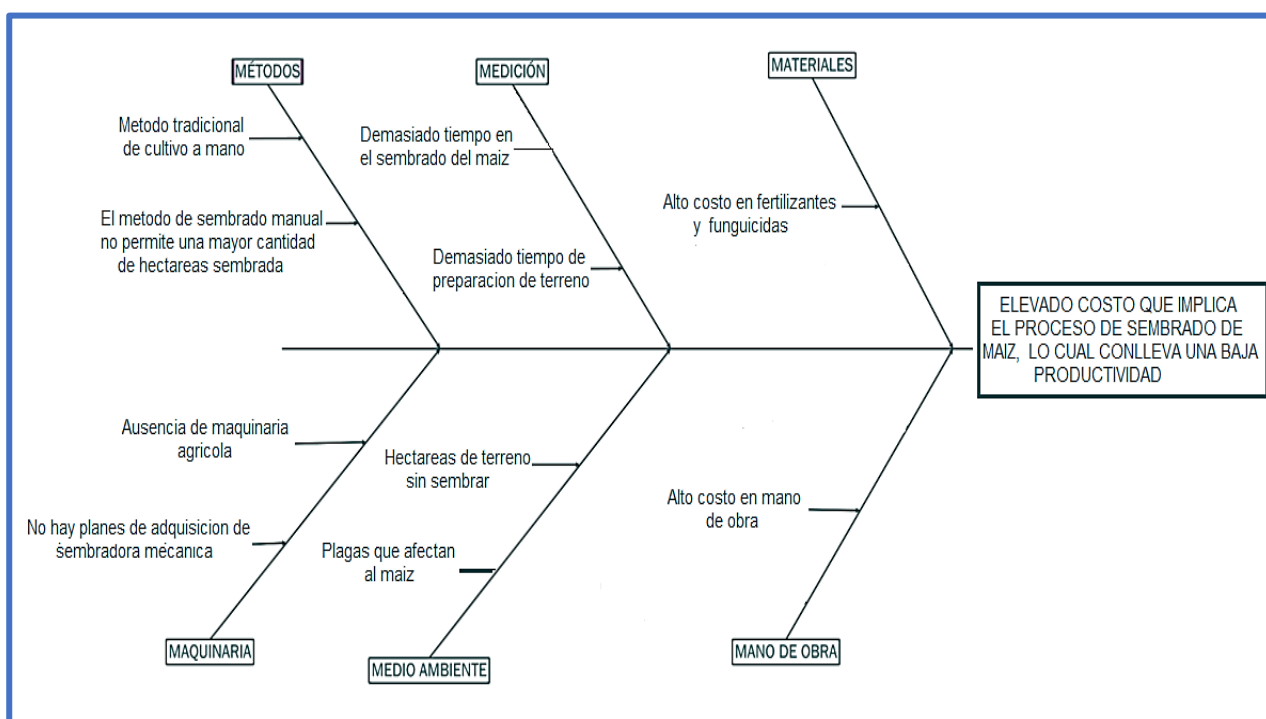 MÉTODOS
MEDICIÓN
MATERIALES
Metodo tradicional
de cultivo a mano
Demasiado tiempo en
el sembrado del maiz
El metodo de sembrado manual
no permite una mayor cantidad
de hectareas sembrada
Demasiado tiempo de
preparacion de terreno
Alto costo en fertilizantes
y funguicidas
ELEVADO COSTO QUE IMPLICA
EL PROCESO DE SEMBRADO DE
MAIZ, LO CUAL CONLLEVA UNA BAJA
PRODUCTIVIDAD
Ausencia de maquinaria
agricola
Hectareas de terreno
sin sembrar
Alto costo en mano
de obra
No hay planes de adquisicion de
sembradora mecanica
Plagas que afectan
al maiz
MAQUINARIA
MEDIO AMBIENTE
MANO DE OBRA